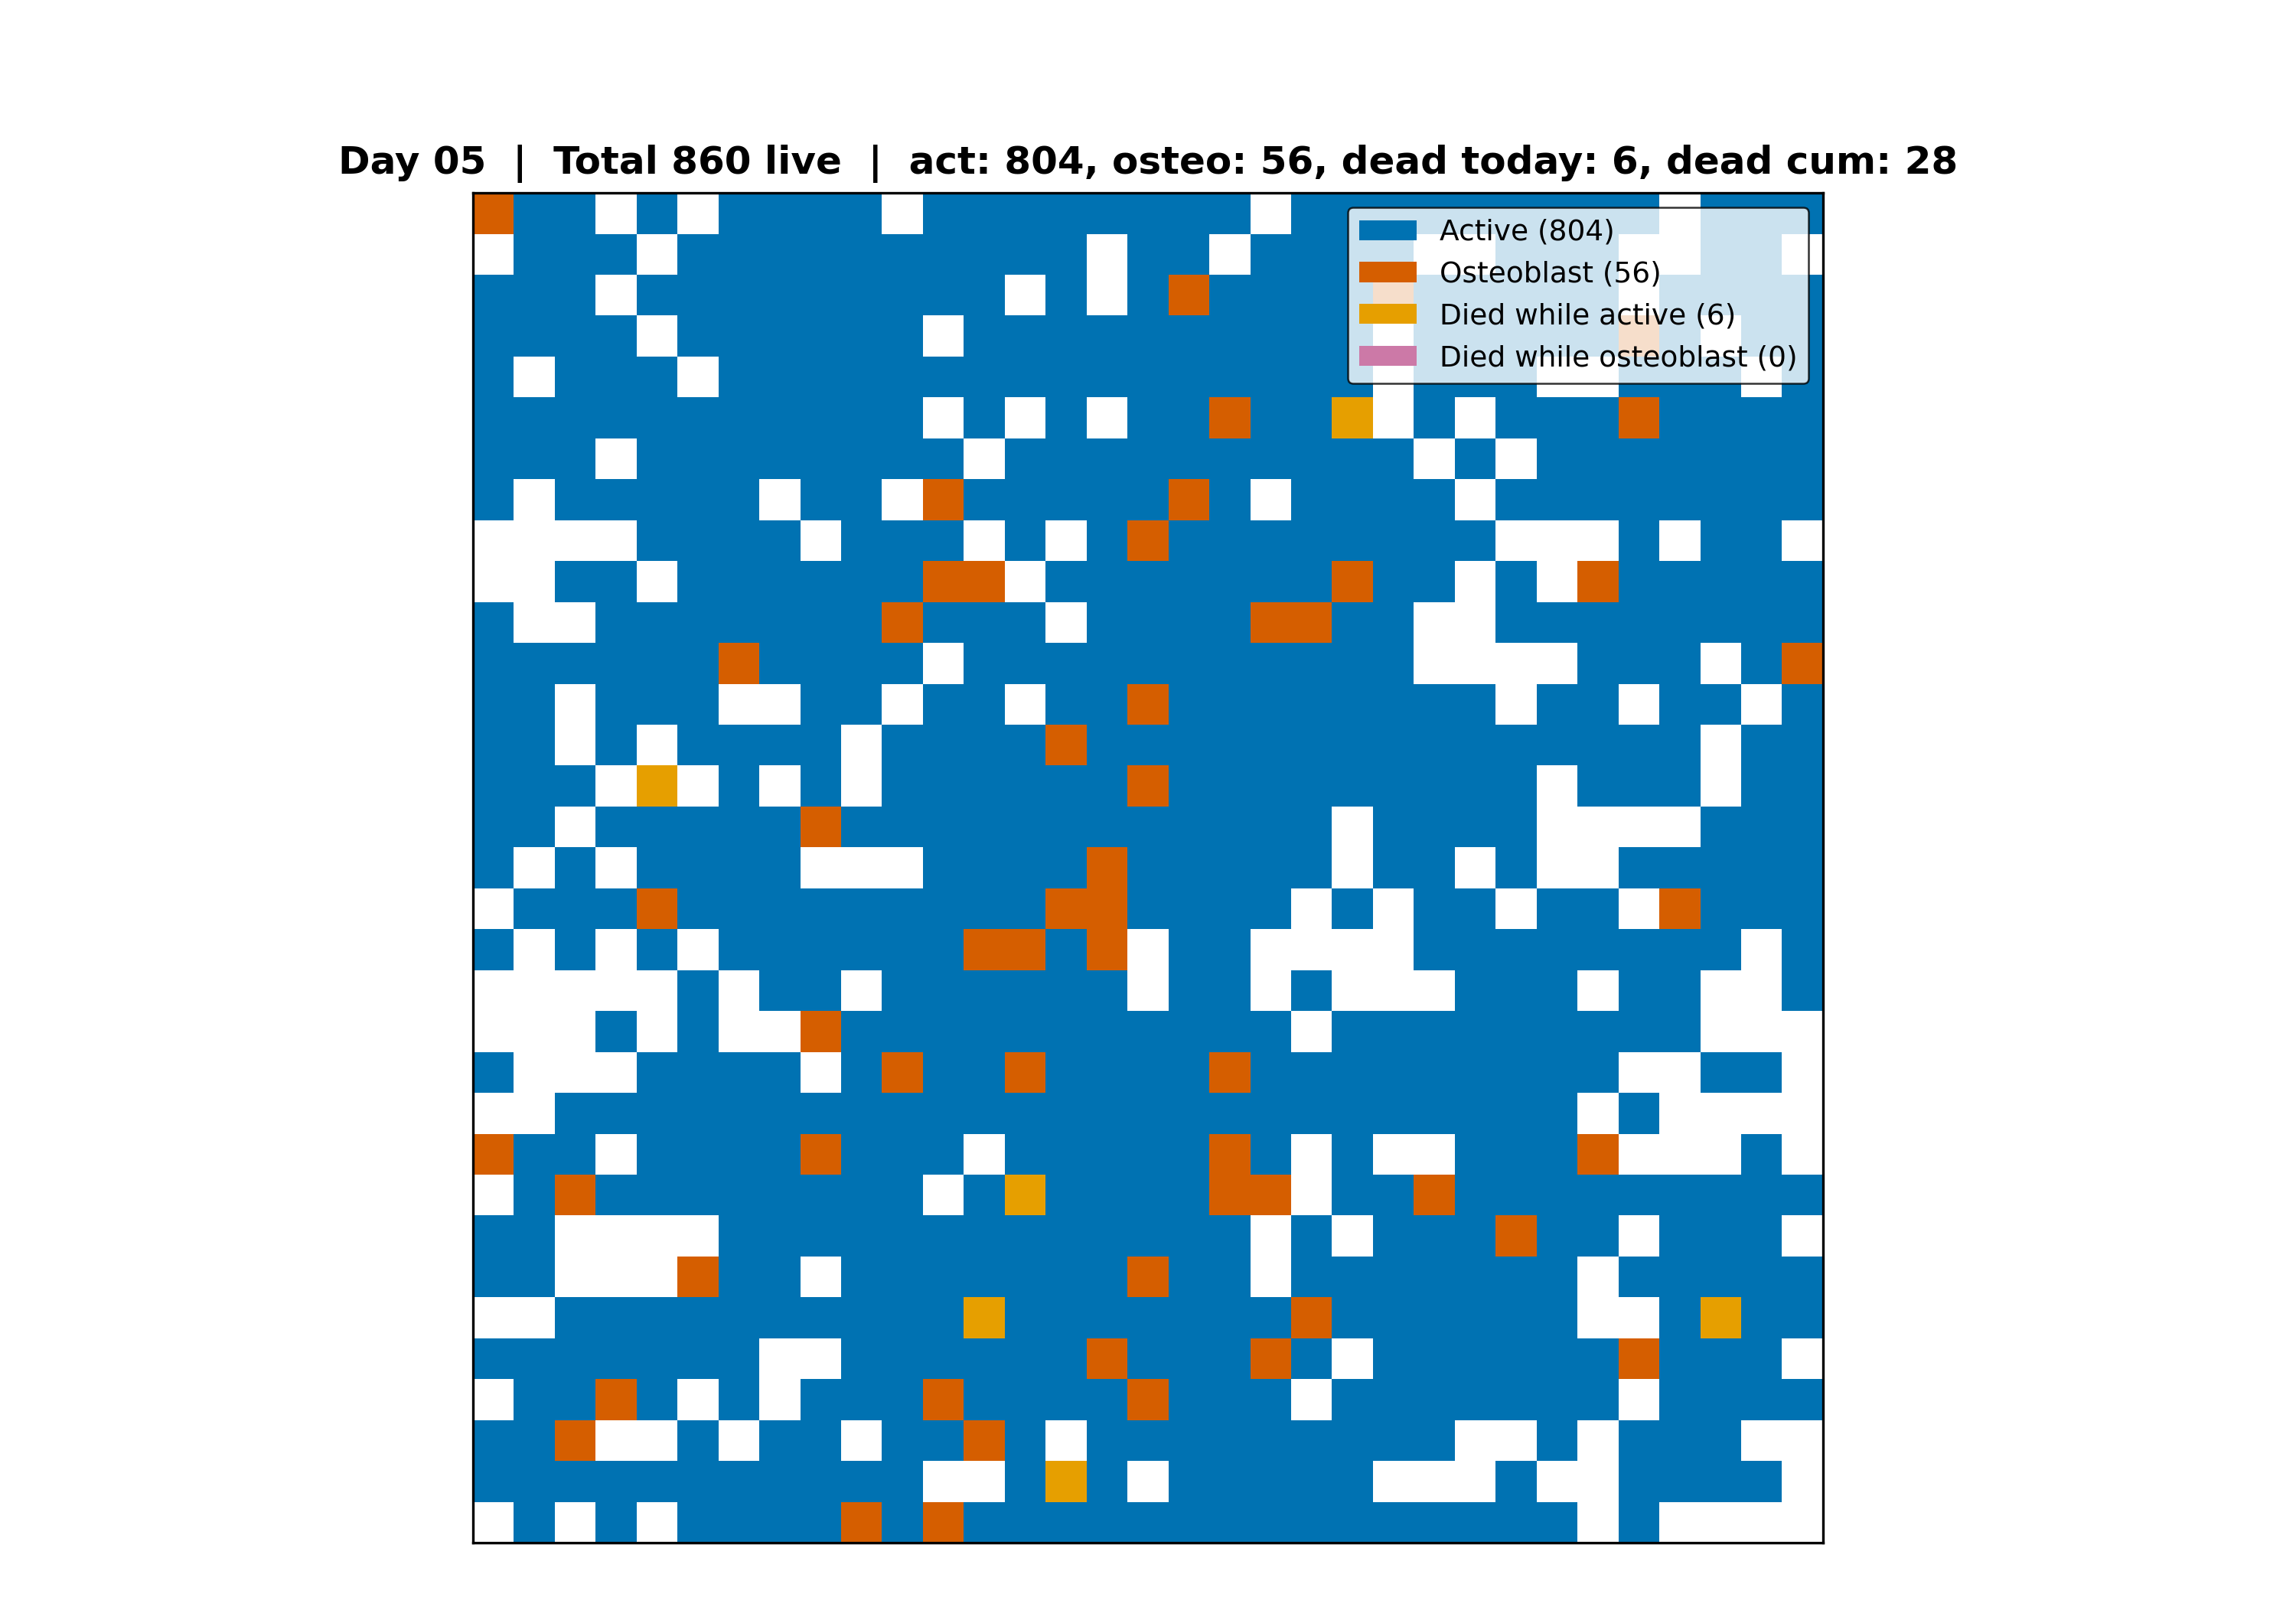 Day 05 | Total 860 live | act: 804, osteo: 56, dead today: 6, dead cum: 28
Active (804)
Osteoblast (56)
Died while active (6)
Died while osteoblast (0)